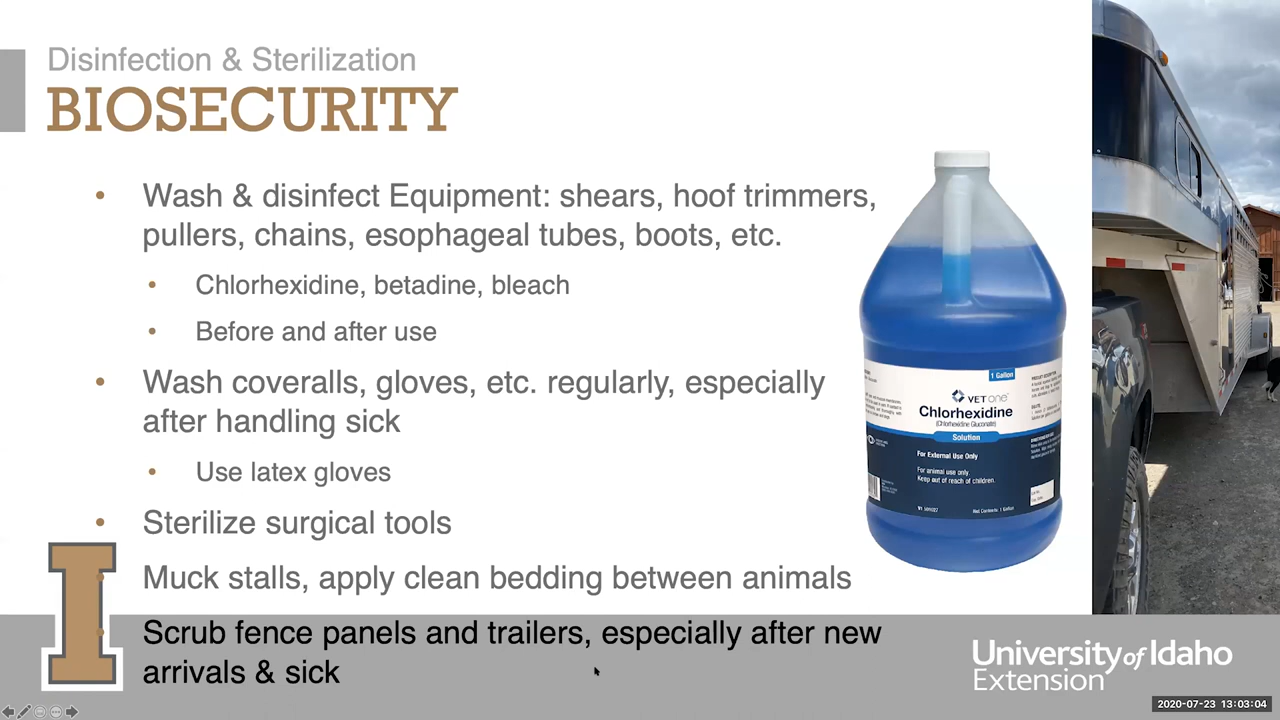 Disinfection & Sterilization
BIOSECURITY
• Wash & disinfect Equipment: shears, hoof trimmers,
pullers, chains, esophageal tubes, boots, etc.
• Chlorhexidine, betadine, bleach
• Before and after use
• Wash coveralls, gloves, etc. regularly, especially
after handling sick
• Use latex gloves
• Sterilize surgical tools
• Muck stalls, apply clean bedding between animals
• Scrub fence panels and trailers, especially after new
arrivals & sick
1 Gallon
VET one
Chlorhexidine
(Chlorhexidine Gluconate)
Solution
For External Use Only
For animal use only.
Keep out of reach of children.
Net Contents: 1 Gallon
I
University of Idaho
Extension
2020-07-23 13:03:04